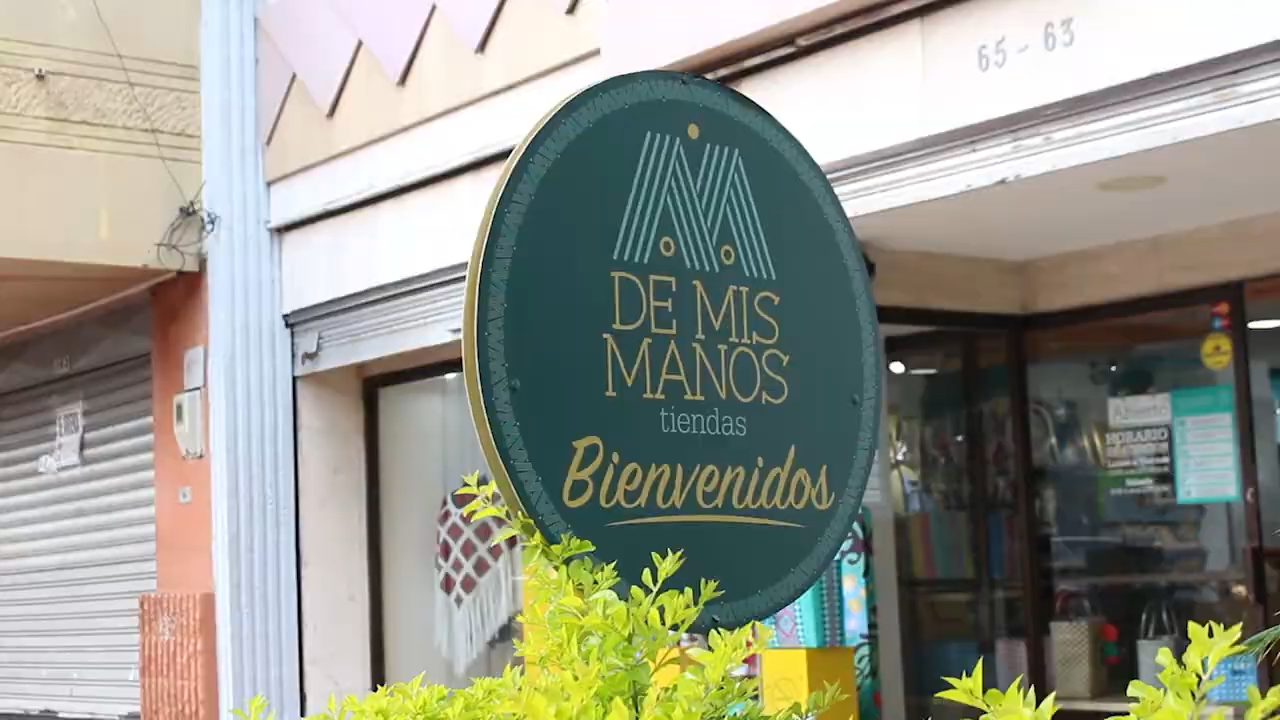 65-63
DE MIS
MANOS
tiendas
Bienvenidos
Abierto
HORARIO